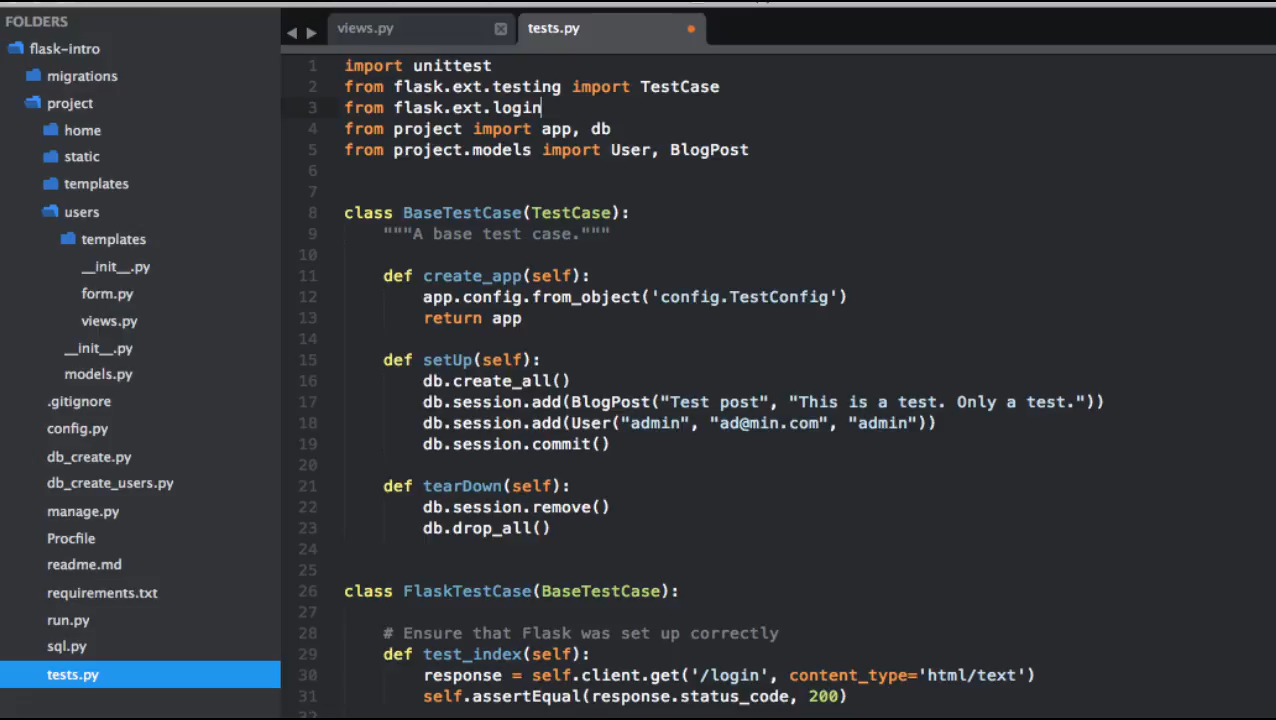 FOLDERS
flask-intro
migrations
project
home
static
templates
users
templates
__init__.py
form.py
views.py
__init__.py
models.py
.gitignore
config.py
db_create.py
db_create_users.py
manage.py
Procfile
readme.md
requirements.txt
run.py
sql.py
tests.py
views.py
tests.py
1 import unittest
2 from flask.ext.testing import TestCase
3 from flask.ext.login
4 from project import app, db
5 from project.models import User, BlogPost
6
7
8 class BaseTestCase(TestCase):
9 """A base test case."""
10
11 def create_app(self):
12 app.config.from_object('config.TestConfig')
13 return app
14
15 def setUp(self):
16 db.create_all()
17 db.session.add(BlogPost("Test post", "This is a test. Only a test."))
18 db.session.add(User("admin", "ad@min.com", "admin"))
19 db.session.commit()
20
21 def tearDown(self):
22 db.session.remove()
23 db.drop_all()
24
25
26 class FlaskTestCase(BaseTestCase):
27
28 # Ensure that Flask was set up correctly
29 def test_index(self):
30 response = self.client.get('/login', content_type='html/text')
31 self.assertEqual(response.status_code, 200)